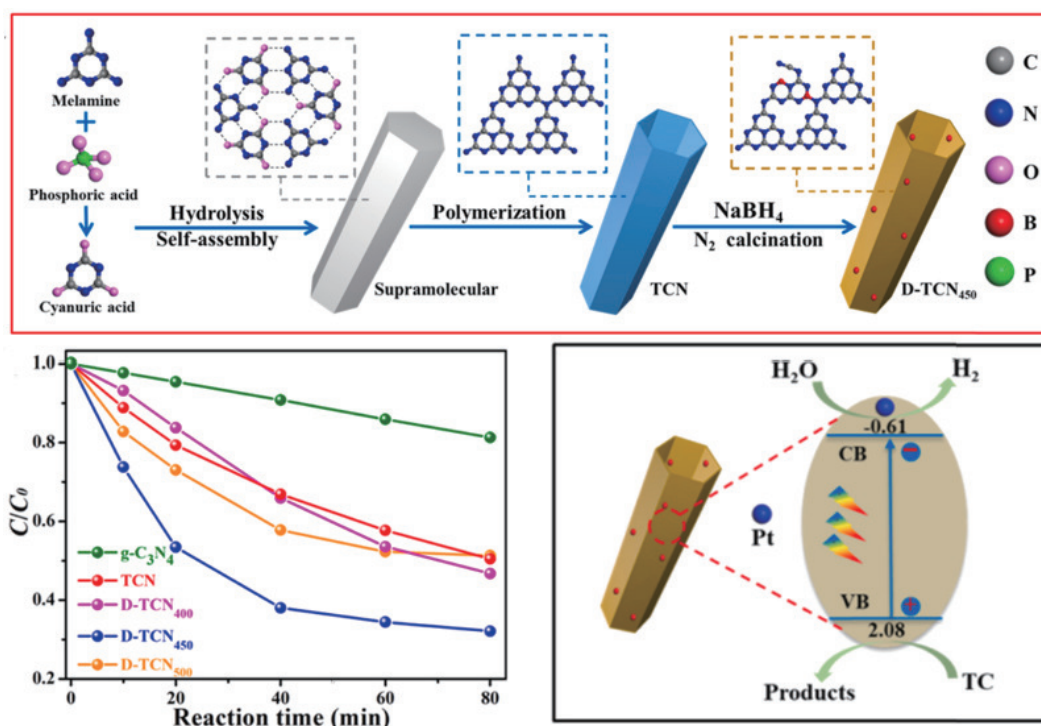 Melamine
+
Phosphoric acid
Cyanuric acid
Hydrolysis
Self-assembly
Supramolecular
Polymerization
TCN
NaBH₄
N₂ calcination
D-TCN₄₅₀
C
N
O
B
P
C/C₀
1.0
0.8
0.6
0.4
0.2
g-C₃N₄
TCN
D-TCN₄₀₀
D-TCN₄₅₀
D-TCN₅₀₀
0 20 40 60 80
Reaction time (min)
H₂O
H₂
-0.61
CB
−
Pt
VB
+
2.08
Products
TC